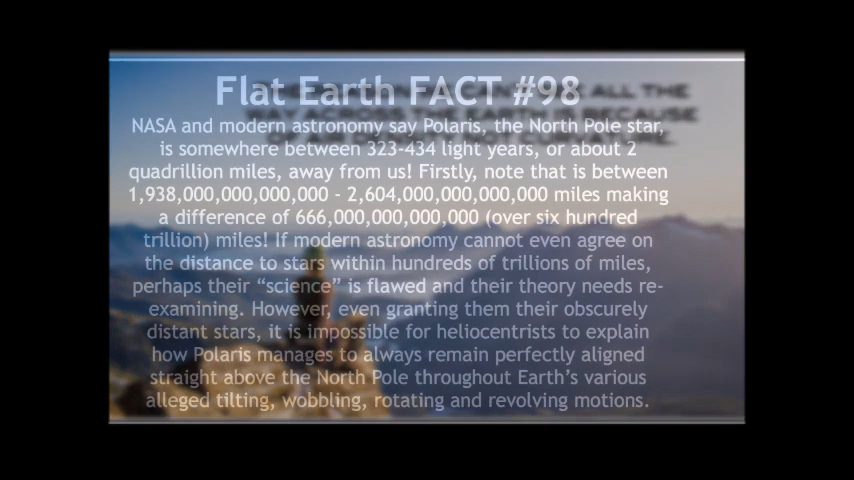 Flat Earth FACT #98
NASA and modern astronomy say Polaris, the North Pole star,
is somewhere between 323-434 light years, or about 2
quadrillion miles, away from us! Firstly, note that is between
1,938,000,000,000,000 - 2,604,000,000,000,000 miles making
a difference of 666,000,000,000,000 (over six hundred
trillion) miles! If modern astronomy cannot even agree on
the distance to stars within hundreds of trillions of miles,
perhaps their “science” is flawed and their theory needs re-
examining. However, even granting them their obscurely
distant stars, it is impossible for heliocentrists to explain
how Polaris manages to always remain perfectly aligned
straight above the North Pole throughout Earth’s various
alleged tilting, wobbling, rotating and revolving motions.